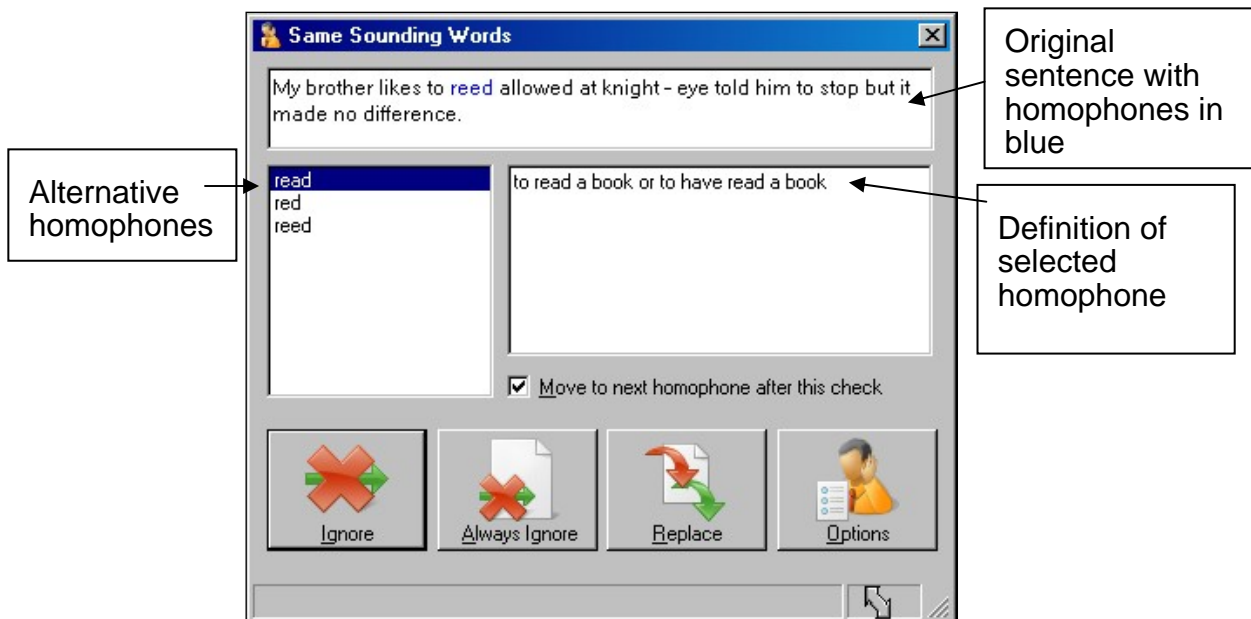 Same Sounding Words
My brother likes to reed allowed at knight - eye told him to stop but it
made no difference.
Original
sentence with
homophones in
blue
Alternative
homophones
read
red
reed
to read a book or to have read a book
Definition of
selected
homophone
Move to next homophone after this check
Ignore
Always Ignore
Replace
Options